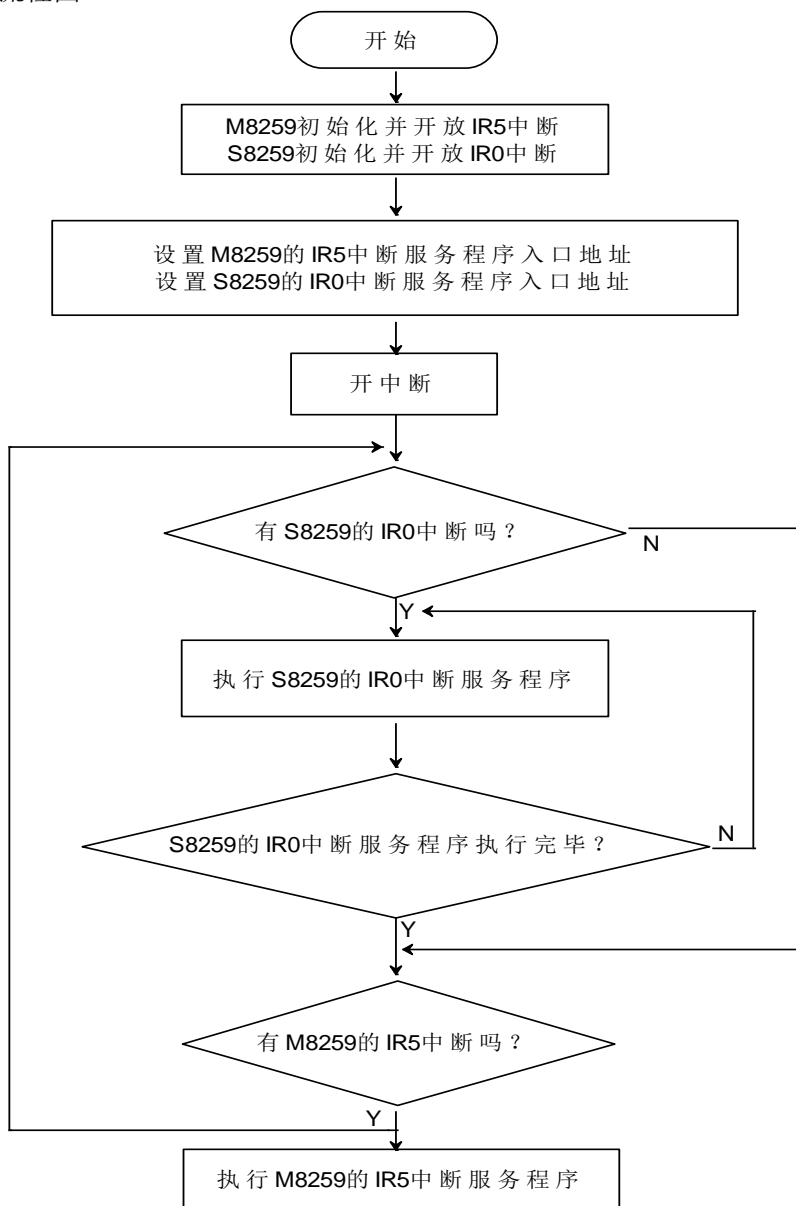 开始
M8259初始化并开放IR5中断
S8259初始化并开放IR0中断
设置M8259的IR5中断服务程序入口地址
设置S8259的IR0中断服务程序入口地址
开中断
有S8259的IR0中断吗？
N
Y
执行S8259的IR0中断服务程序
S8259的IR0中断服务程序执行完毕？
N
Y
有M8259的IR5中断吗？
Y
执行M8259的IR5中断服务程序